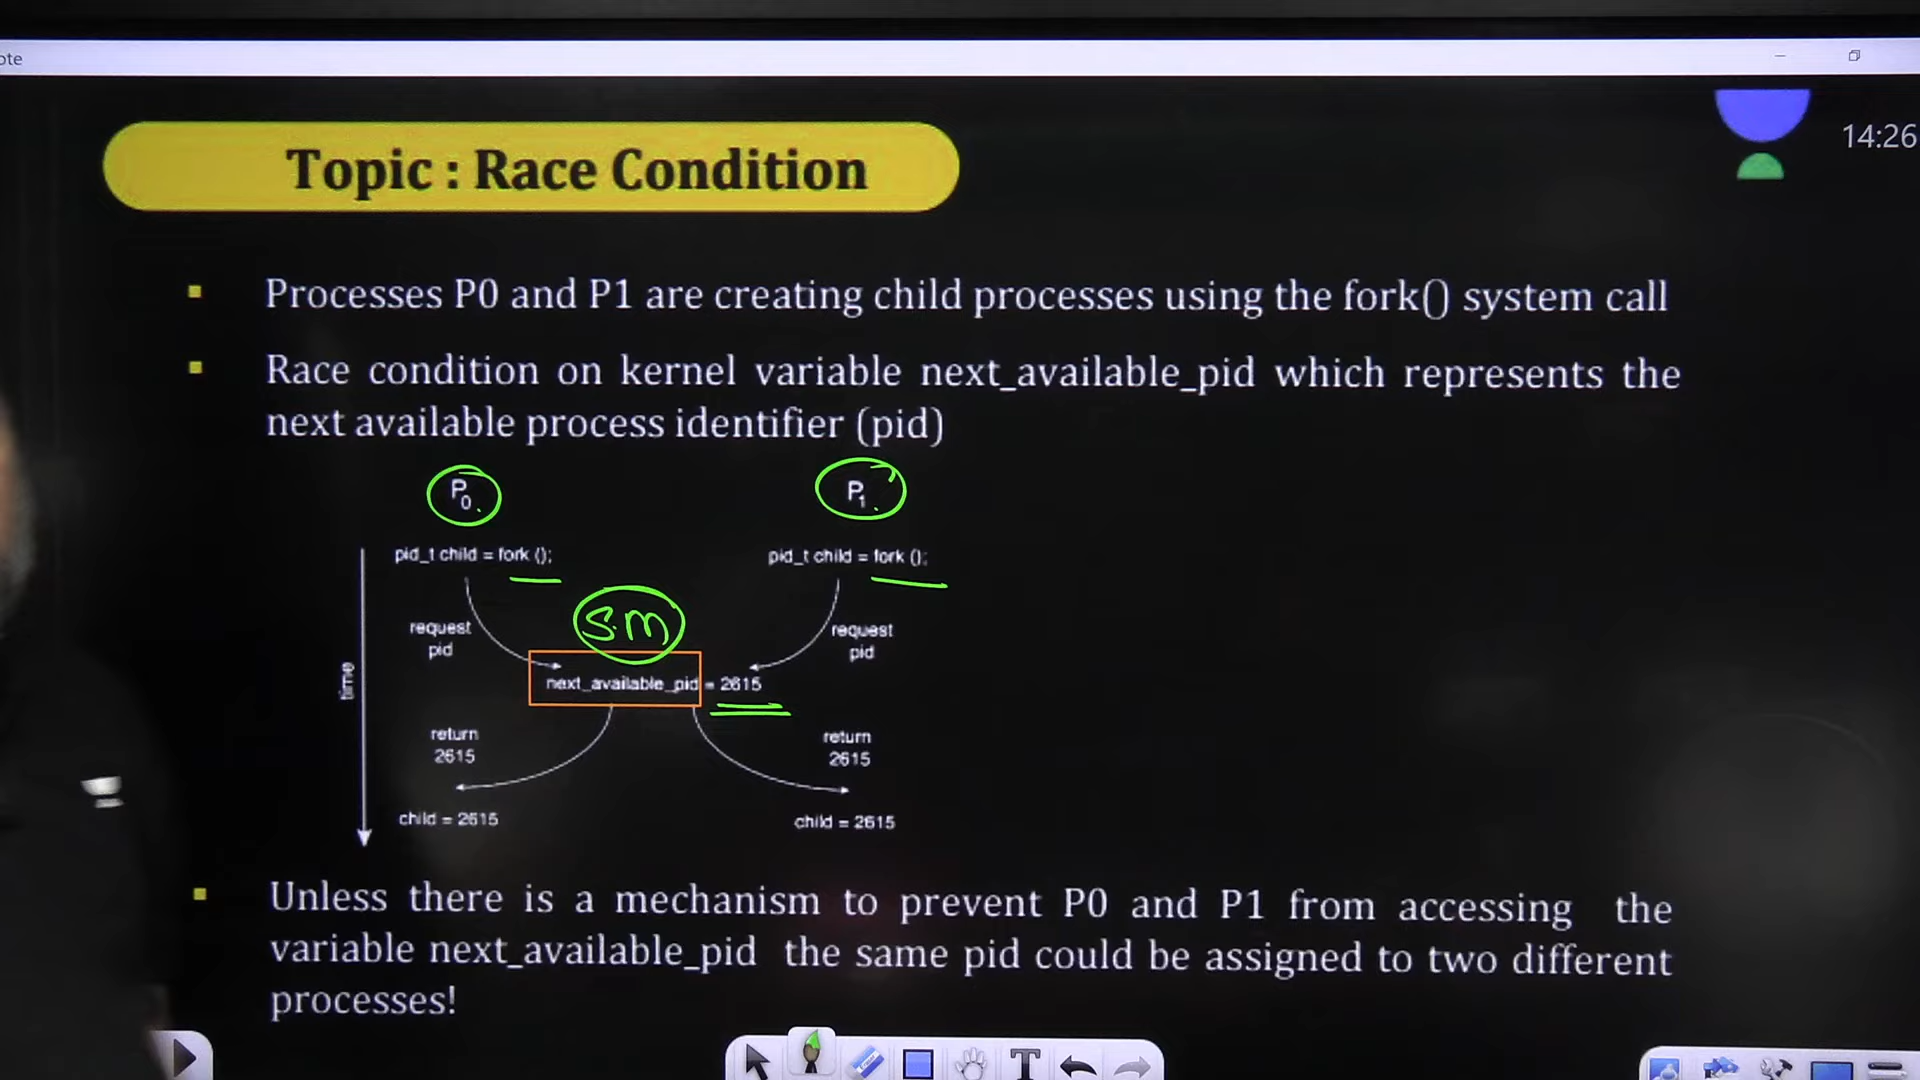 ote
14:26
Topic : Race Condition
Processes P0 and P1 are creating child processes using the fork() system call
Race condition on kernel variable next_available_pid which represents the
next available process identifier (pid)
P0
P1
pid_t child = fork ();
pid_t child = fork ();
S.M
request
pid
request
pid
time
next_available_pid = 2615
return
2615
return
2615
child = 2615
child = 2615
Unless there is a mechanism to prevent P0 and P1 from accessing the
variable next_available_pid the same pid could be assigned to two different
processes!
T